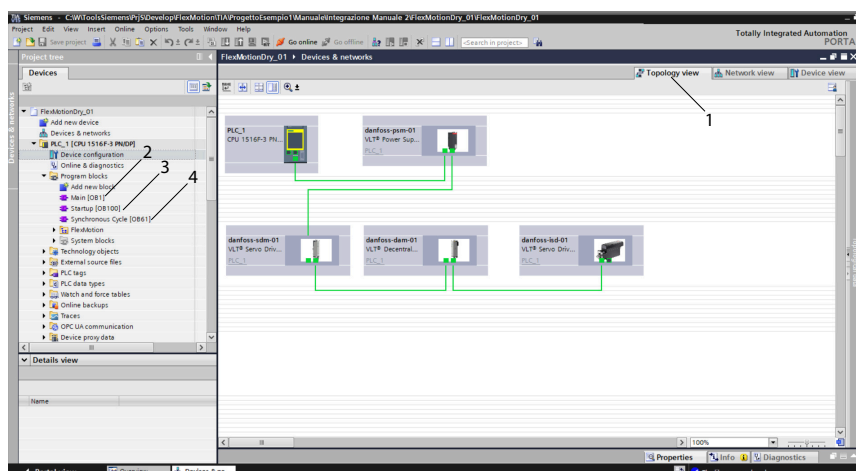 Siemens - C:\W\ToolsSiemens\Prjs\Develop\FlexMotion\TIA\ProgettoEsempio1\Manuale\Integrazione Manuale 2\FlexMotionDry_01\FlexMotionDry_01
Project Edit View Insert Online Options Tools Window Help
Totally Integrated Automation
PORTA
Save project Go online Go offline <Search in project>
Project tree
FlexMotionDry_01 ▸ Devices & networks
Devices
Topology view Network view Device view
Devices & networks
1
FlexMotionDry_01
Add new device
Devices & networks
PLC_1 [CPU 1516F-3 PN/DP]
Device configuration
2
Online & diagnostics
3
Program blocks
4
Add new block
Main [OB1]
Startup [OB100]
Synchronous Cycle [OB61]
FlexMotion
System blocks
Technology objects
External source files
PLC tags
PLC data types
Watch and force tables
Online backups
Traces
OPC UA communication
Device proxy data
PLC_1
CPU 1516F-3 PN...
danfoss-psm-01
VLT® Power Sup...
PLC_1
danfoss-sdm-01
VLT® Servo Driv...
PLC_1
danfoss-dam-01
VLT® Decentral...
PLC_1
danfoss-isd-01
VLT® Servo Driv...
PLC_1
Details view
Name
100%
Properties Info Diagnostics